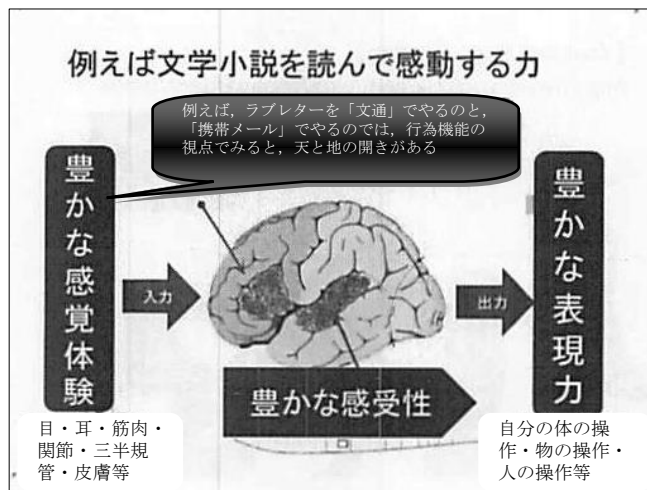 例えば文学小説を読んで感動する力
例えば，ラブレターを「文通」でやるのと，
「携帯メール」でやるのでは，行為機能の
視点でみると，天と地の開きがある
豊かな感覚体験
入力
出力
豊かな表現力
豊かな感受性
目・耳・筋肉・
関節・三半規
管・皮膚等
自分の体の操
作・物の操作・
人の操作等